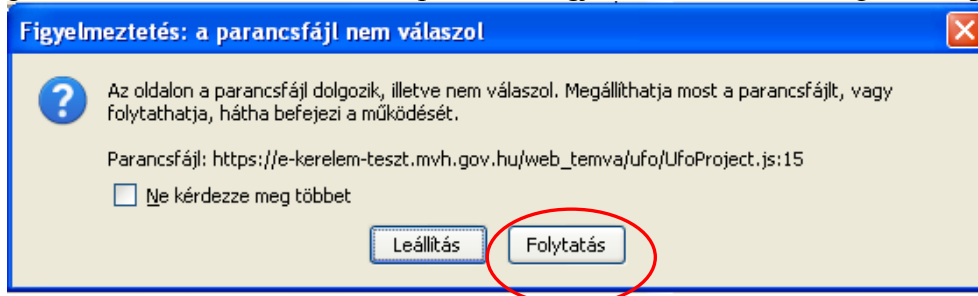 Figyelmeztetés: a parancsfájl nem válaszol
Az oldalon a parancsfájl dolgozik, illetve nem válaszol. Megállíthatja most a parancsfájlt, vagy
folytathatja, hátha befejezi a működését.
Parancsfájl: https://e-kerelem-teszt.mvh.gov.hu/web_temva/ufo/UfoProject.js:15
Ne kérdezze meg többet
Leállítás
Folytatás